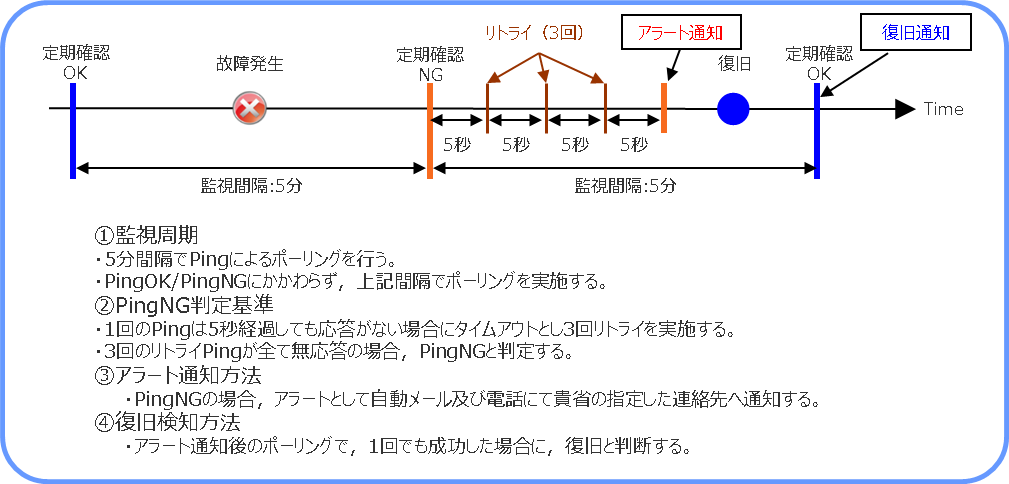 定期確認
OK
故障発生
定期確認
NG
リトライ（3回）
アラート通知
復旧
定期確認
OK
復旧通知
Time
5秒
5秒
5秒
5秒
監視間隔:5分
監視間隔:5分
①監視周期
・5分間隔でPingによるポーリングを行う。
・PingOK/PingNGにかかわらず，上記間隔でポーリングを実施する。
②PingNG判定基準
・1回のPingは5秒経過しても応答がない場合にタイムアウトとし3回リトライを実施する。
・3回のリトライPingが全て無応答の場合，PingNGと判定する。
③アラート通知方法
・PingNGの場合，アラートとして自動メール及び電話にて貴省の指定した連絡先へ通知する。
④復旧検知方法
・アラート通知後のポーリングで，1回でも成功した場合に，復旧と判断する。